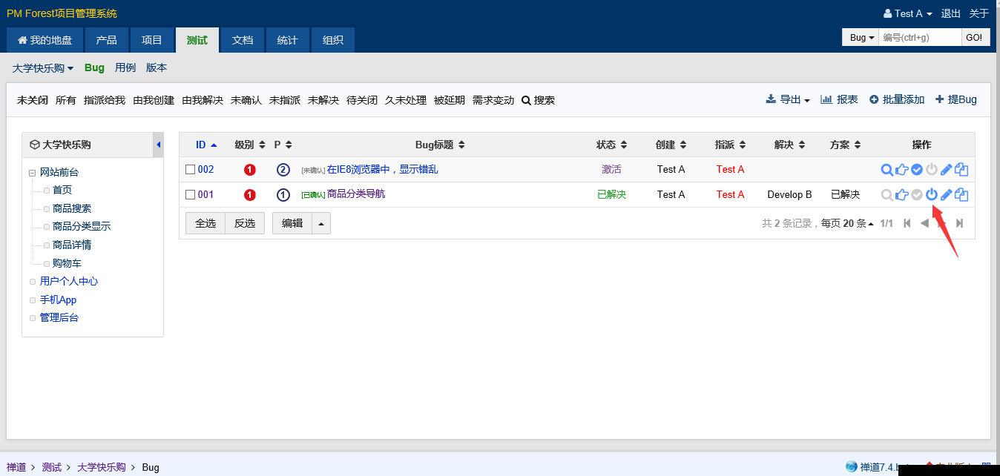 PM Forest项目管理系统
Test A 退出 关于
我的地盘 产品 项目 测试 文档 统计 组织
Bug 编号(ctrl+g) GO!
大学快乐购 Bug 用例 版本
未关闭 所有 指派给我 由我创建 由我解决 未确认 未指派 未解决 待关闭 久未处理 被延期 需求变动 搜索
导出 报表 批量添加 提Bug
大学快乐购
网站前台
首页
商品搜索
商品分类显示
商品详情
购物车
用户个人中心
手机App
管理后台
ID 级别 P Bug标题 状态 创建 指派 解决 方案 操作
002 1 2 [未确认] 在IE8浏览器中，显示错乱 激活 Test A Test A
001 1 1 [已确认] 商品分类导航 已解决 Test A Test A Develop B 已解决
全选 反选 编辑
共 2 条记录，每页 20 条 1/1
禅道 > 测试 > 大学快乐购 > Bug
禅道7.4.